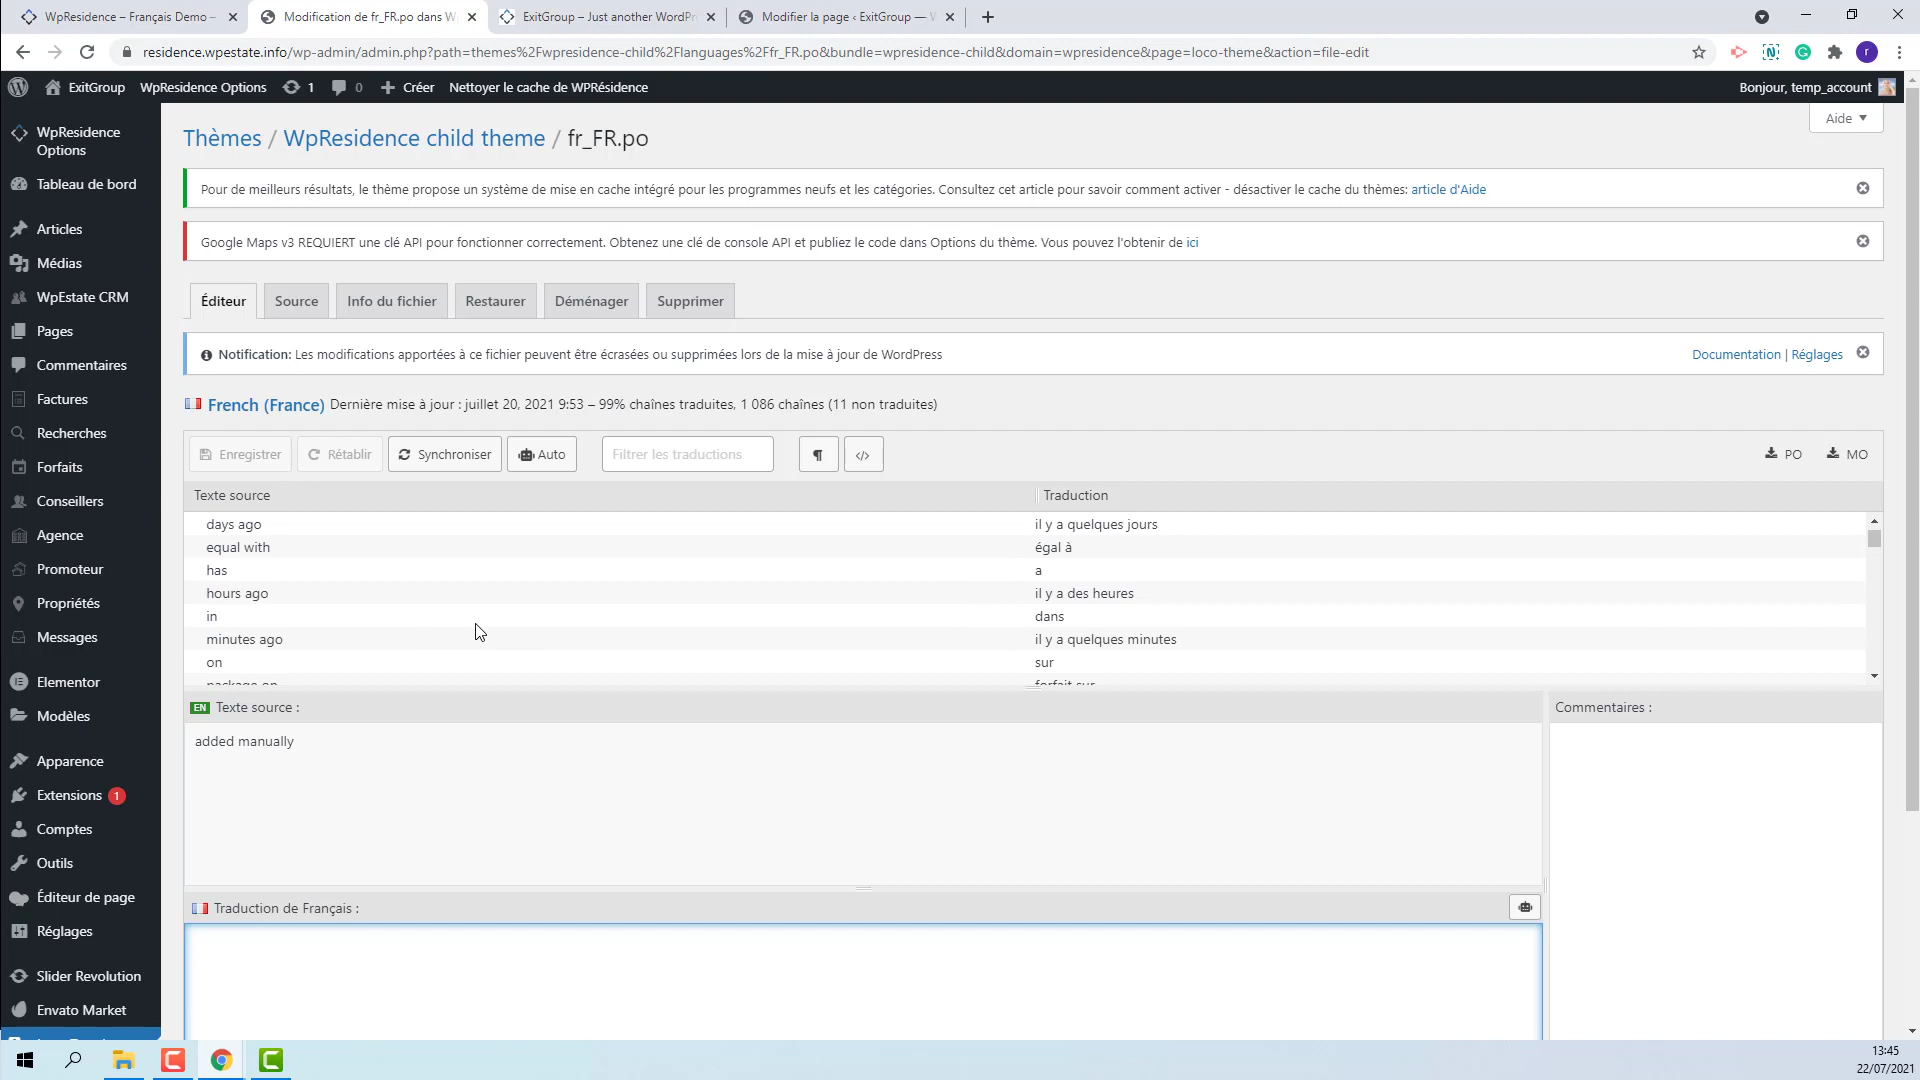 WpResidence – Français Demo –
Modification de fr_FR.po dans W
ExitGroup – Just another WordPr
Modifier la page ‹ ExitGroup — W
residence.wpestate.info/wp-admin/admin.php?path=themes%2Fwpresidence-child%2Flanguages%2Ffr_FR.po&bundle=wpresidence-child&domain=wpresidence&page=loco-theme&action=file-edit
r
ExitGroup
WpResidence Options
1
0
Créer
Nettoyer le cache de WPRésidence
Bonjour, temp_account
Aide
WpResidence
Options
Tableau de bord
Articles
Médias
WpEstate CRM
Pages
Commentaires
Factures
Recherches
Forfaits
Conseillers
Agence
Promoteur
Propriétés
Messages
Elementor
Modèles
Apparence
Extensions 1
Comptes
Outils
Éditeur de page
Réglages
Slider Revolution
Envato Market
Thèmes / WpResidence child theme / fr_FR.po
Pour de meilleurs résultats, le thème propose un système de mise en cache intégré pour les programmes neufs et les catégories. Consultez cet article pour savoir comment activer - désactiver le cache du thèmes: article d'Aide
Google Maps v3 REQUIERT une clé API pour fonctionner correctement. Obtenez une clé de console API et publiez le code dans Options du thème. Vous pouvez l'obtenir de ici
Éditeur
Source
Info du fichier
Restaurer
Déménager
Supprimer
Notification: Les modifications apportées à ce fichier peuvent être écrasées ou supprimées lors de la mise à jour de WordPress
Documentation | Réglages
French (France) Dernière mise à jour : juillet 20, 2021 9:53 – 99% chaînes traduites, 1 086 chaînes (11 non traduites)
Enregistrer
Rétablir
Synchroniser
Auto
Filtrer les traductions
¶
</>
PO
MO
Texte source
Traduction
days ago
il y a quelques jours
equal with
égal à
has
a
hours ago
il y a des heures
in
dans
minutes ago
il y a quelques minutes
on
sur
package on
forfait sur
EN Texte source :
added manually
Commentaires :
Traduction de Français :
13:45
22/07/2021